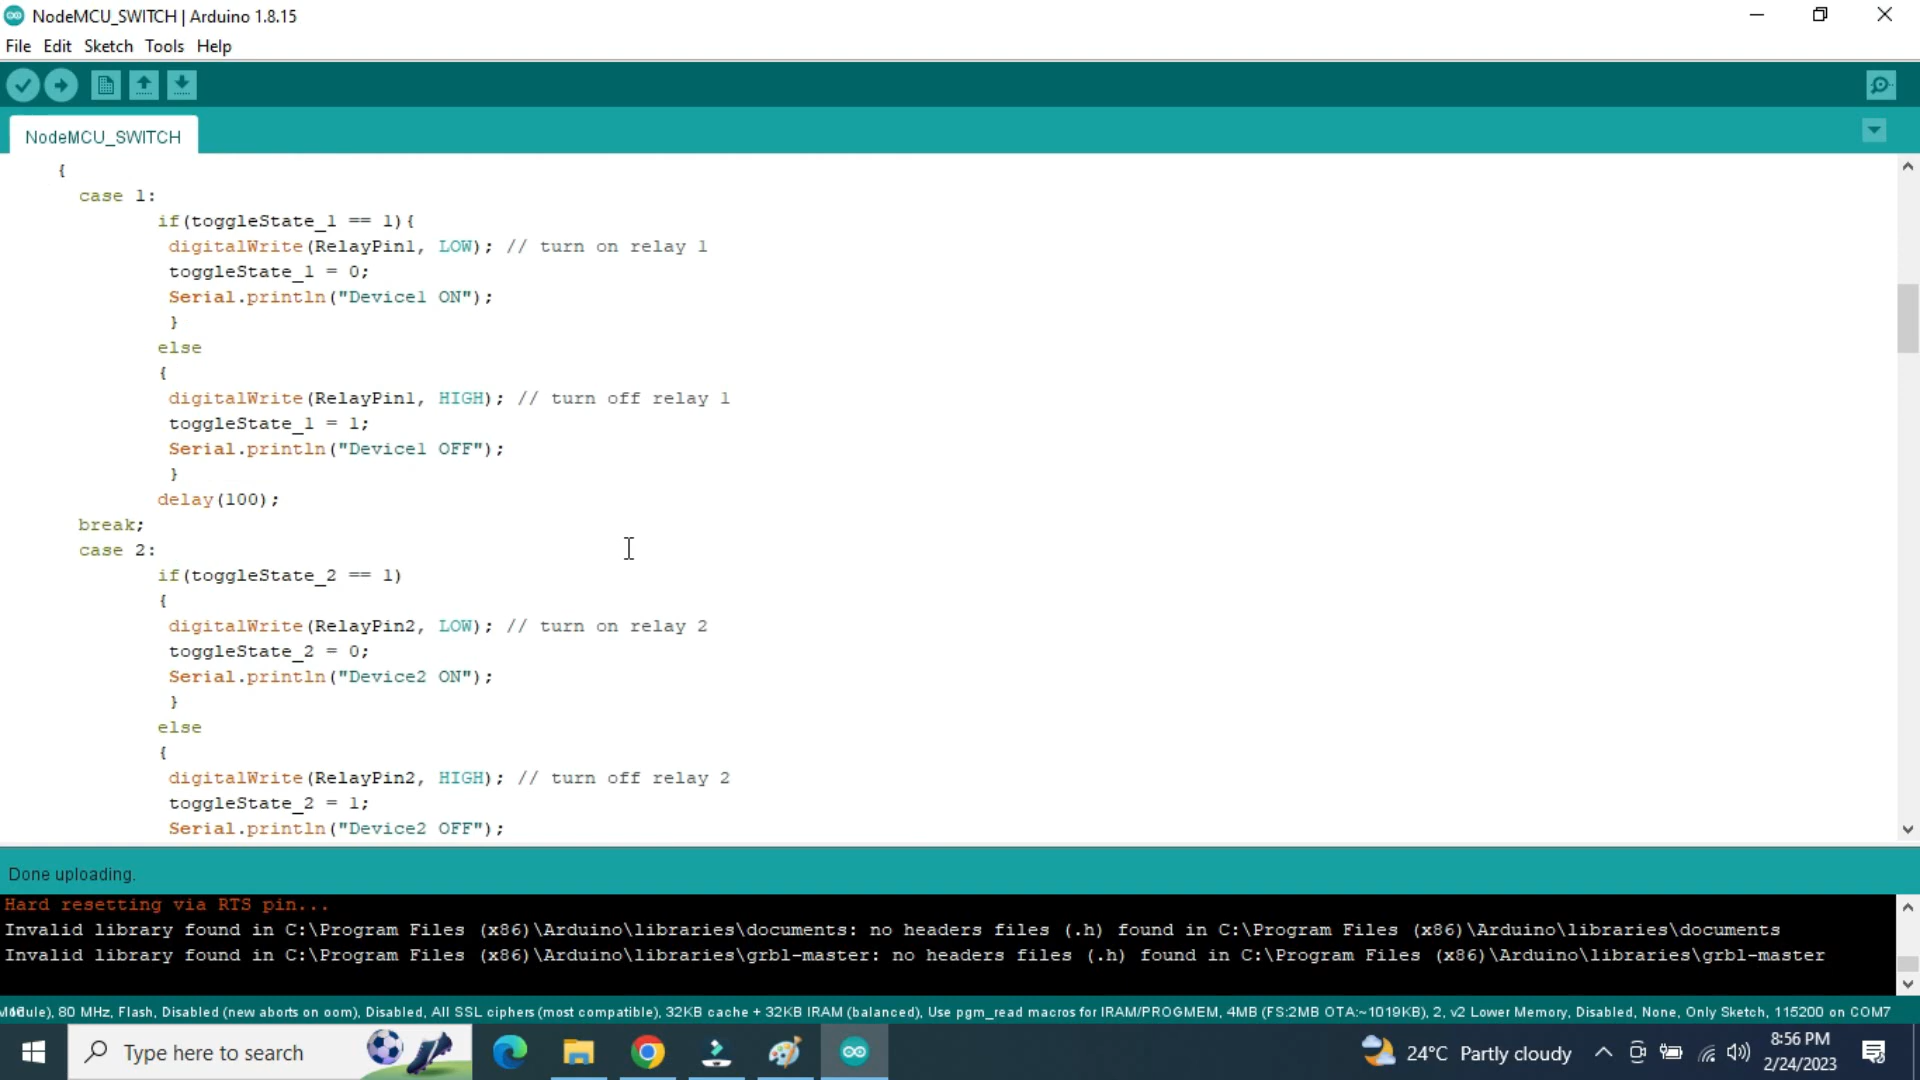 NodeMCU_SWITCH | Arduino 1.8.15
File Edit Sketch Tools Help
NodeMCU_SWITCH
{
case 1:
if(toggleState_1 == 1){
digitalWrite(RelayPin1, LOW); // turn on relay 1
toggleState_1 = 0;
Serial.println("Device1 ON");
}
else
{
digitalWrite(RelayPin1, HIGH); // turn off relay 1
toggleState_1 = 1;
Serial.println("Device1 OFF");
}
delay(100);
break;
case 2:
if(toggleState_2 == 1)
{
digitalWrite(RelayPin2, LOW); // turn on relay 2
toggleState_2 = 0;
Serial.println("Device2 ON");
}
else
{
digitalWrite(RelayPin2, HIGH); // turn off relay 2
toggleState_2 = 1;
Serial.println("Device2 OFF");
Done uploading.
Hard resetting via RTS pin...
Invalid library found in C:\Program Files (x86)\Arduino\libraries\documents: no headers files (.h) found in C:\Program Files (x86)\Arduino\libraries\documents
Invalid library found in C:\Program Files (x86)\Arduino\libraries\grbl-master: no headers files (.h) found in C:\Program Files (x86)\Arduino\libraries\grbl-master
80 MHz, Flash, Disabled (new aborts on oom), Disabled, All SSL ciphers (most compatible), 32KB cache + 32KB IRAM (balanced), Use pgm_read macros for IRAM/PROGMEM, 4MB (FS:2MB OTA:~1019KB), 2, v2 Lower Memory, Disabled, None, Only Sketch, 115200 on COM7
Type here to search
24°C Partly cloudy
8:56 PM
2/24/2023